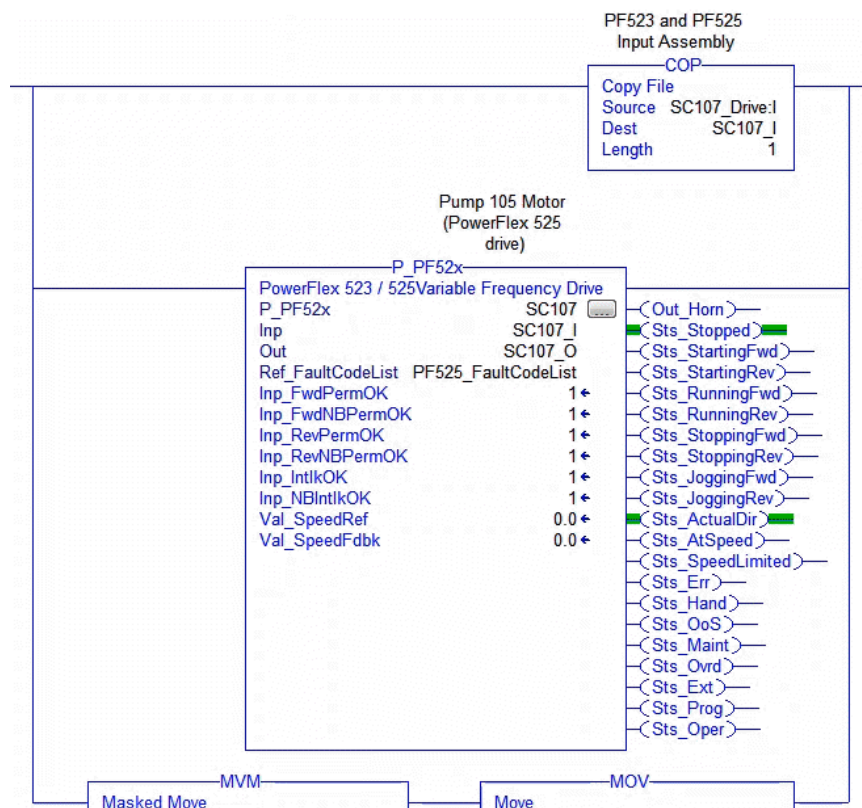 PF523 and PF525
Input Assembly
COP
Copy File
Source SC107_Drive:I
Dest SC107_I
Length 1
Pump 105 Motor
(PowerFlex 525
drive)
P_PF52x
PowerFlex 523 / 525Variable Frequency Drive
P_PF52x SC107 ...
Inp SC107_I
Out SC107_O
Ref_FaultCodeList PF525_FaultCodeList
Inp_FwdPermOK 1
Inp_FwdNBPermOK 1
Inp_RevPermOK 1
Inp_RevNBPermOK 1
Inp_IntlkOK 1
Inp_NBIntlkOK 1
Val_SpeedRef 0.0
Val_SpeedFdbk 0.0
Out_Horn
Sts_Stopped
Sts_StartingFwd
Sts_StartingRev
Sts_RunningFwd
Sts_RunningRev
Sts_StoppingFwd
Sts_StoppingRev
Sts_JoggingFwd
Sts_JoggingRev
Sts_ActualDir
Sts_AtSpeed
Sts_SpeedLimited
Sts_Err
Sts_Hand
Sts_OoS
Sts_Maint
Sts_Ovrd
Sts_Ext
Sts_Prog
Sts_Oper
MVM
Masked Move
MOV
Move